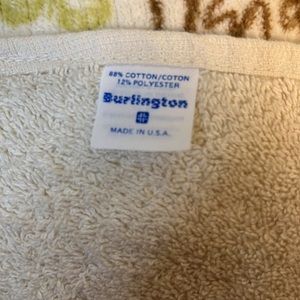 88% COTTON/COTON
12% POLYESTER
Burlington
MADE IN U.S.A.